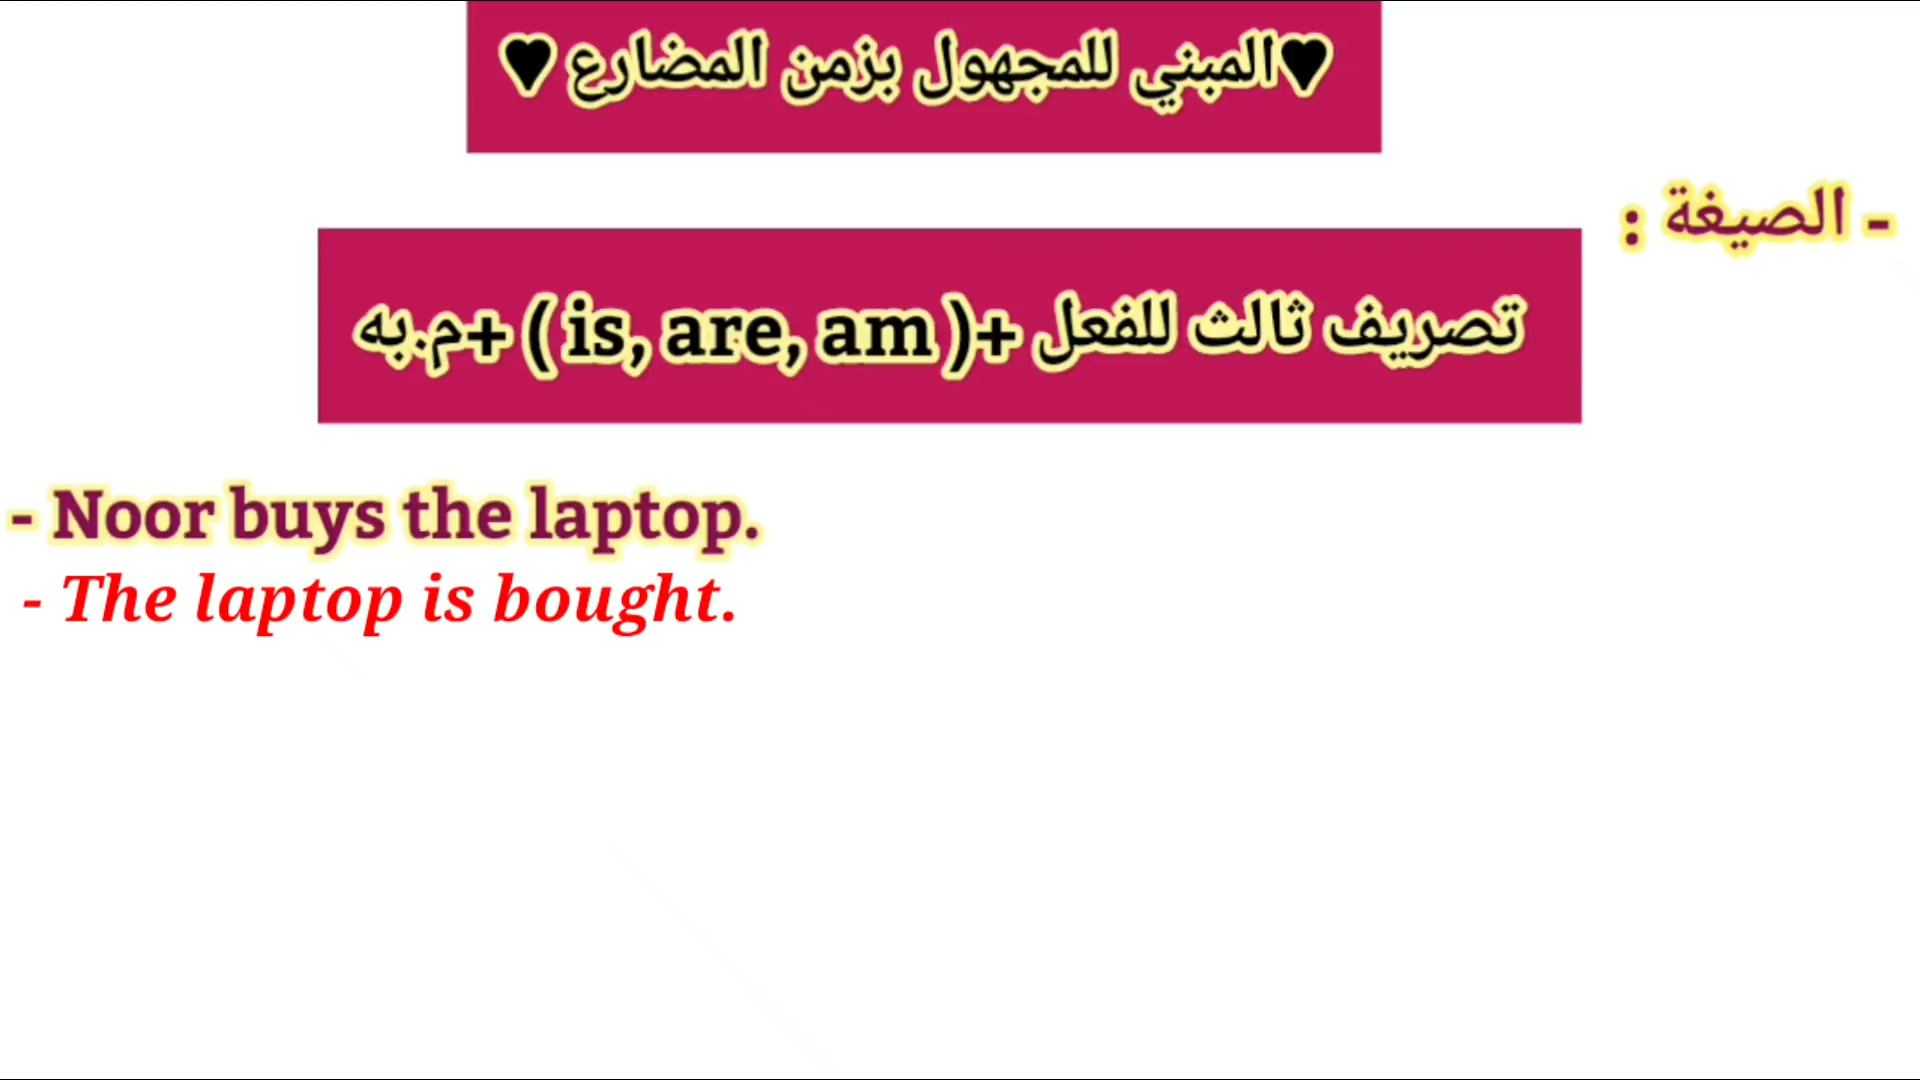 ♥المبني للمجهول بزمن المضارع ♥
- الصيغة :
م.به+ ( is, are, am )+ تصريف ثالث للفعل
- Noor buys the laptop.
- The laptop is bought.